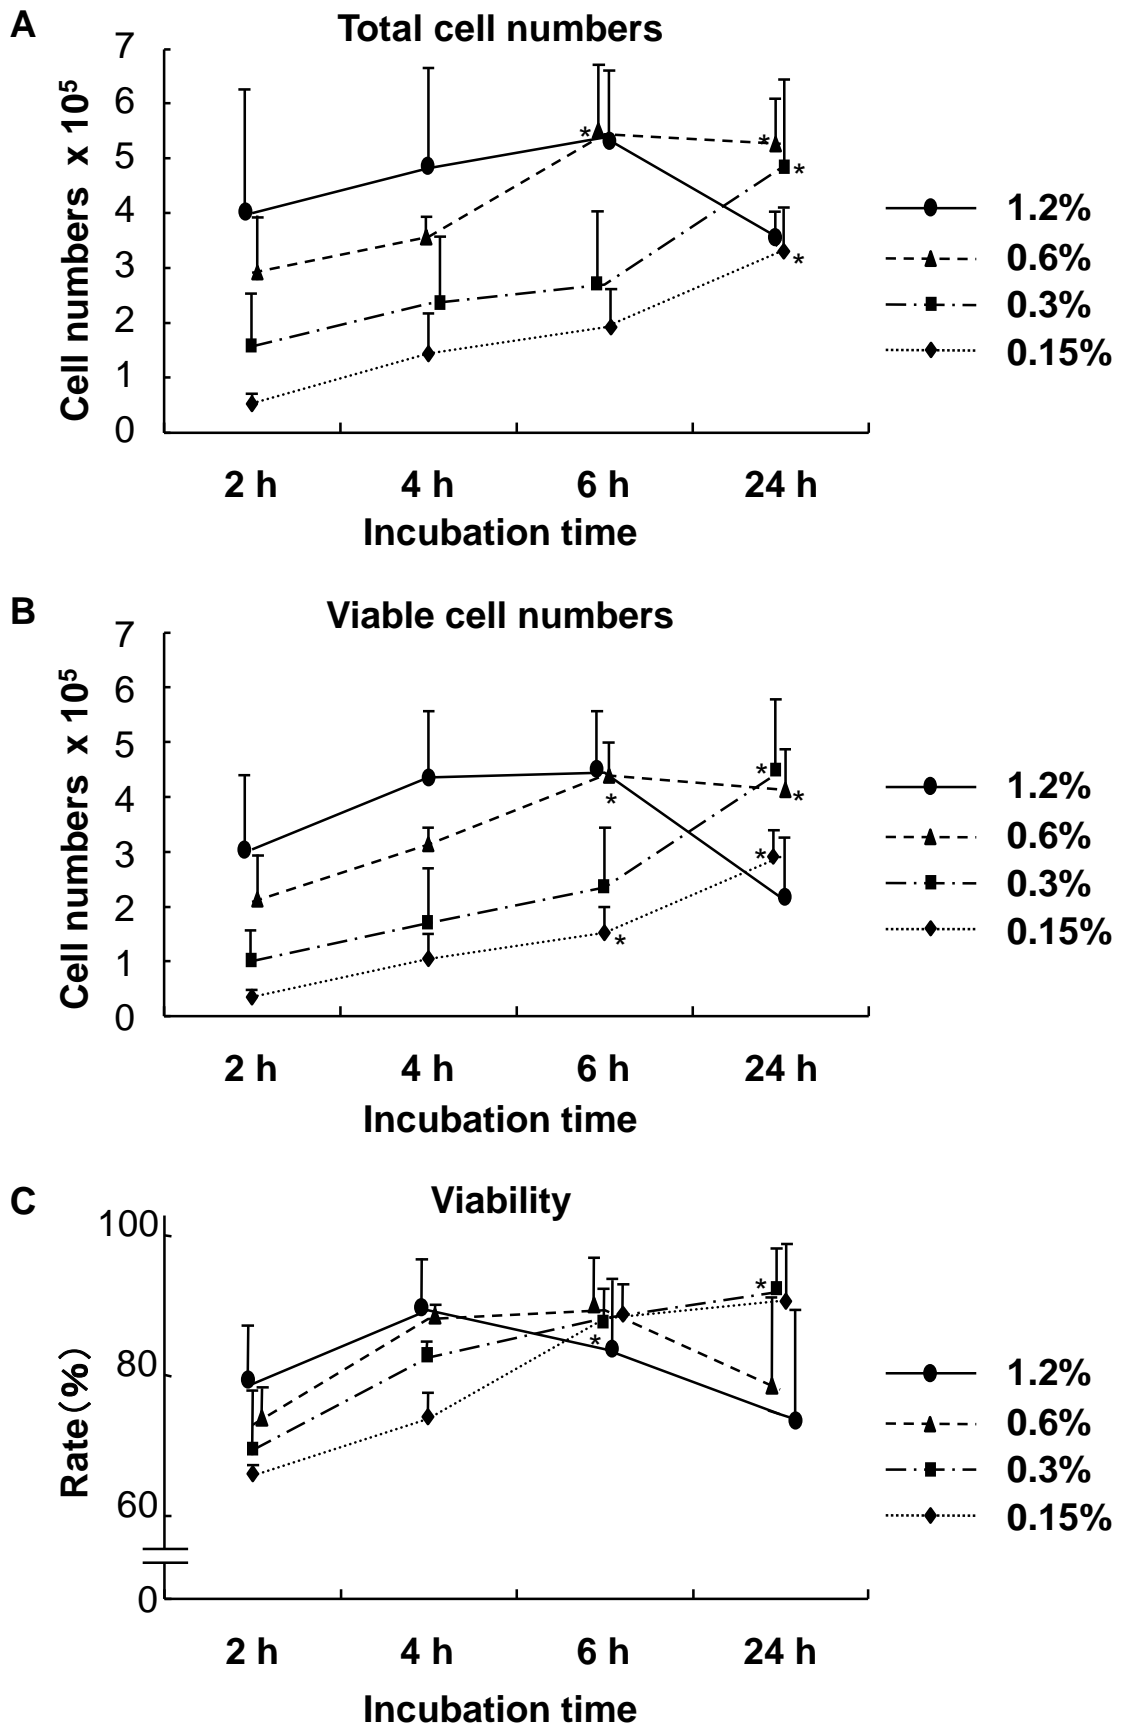 A
Total cell numbers
Cell numbers x 10⁵
7
6
5
4
3
2
1
0
*
*
*
*
2 h 4 h 6 h 24 h
Incubation time
1.2%
0.6%
0.3%
0.15%
B
Viable cell numbers
Cell numbers x 10⁵
7
6
5
4
3
2
1
0
*
*
*
*
*
2 h 4 h 6 h 24 h
Incubation time
1.2%
0.6%
0.3%
0.15%
C
Viability
Rate(%)
100
80
60
0
*
*
2 h 4 h 6 h 24 h
Incubation time
1.2%
0.6%
0.3%
0.15%